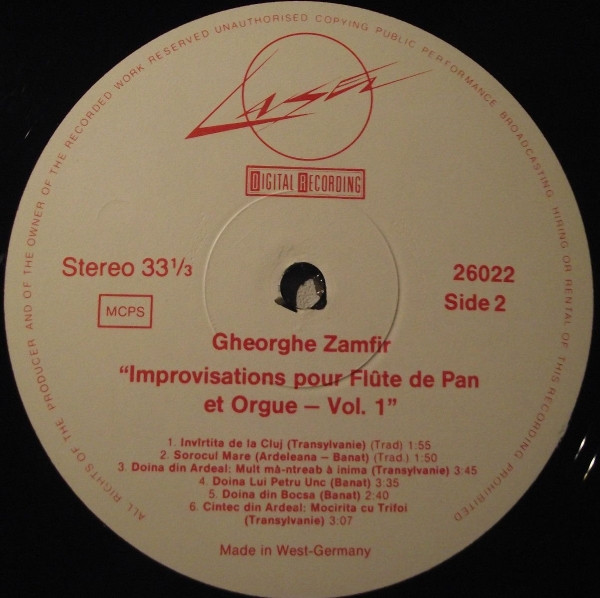 ALL RIGHTS OF THE PRODUCER AND OF THE OWNER OF THE RECORDED WORK RESERVED UNAUTHORISED COPYING PUBLIC PERFORMANCE BROADCASTING HIRING OR RENTAL OF THIS RECORDING PROHIBITED
Laser
DIGITAL RECORDING
Stereo 33 1/3
26022
MCPS
Side 2
Gheorghe Zamfir
“Improvisations pour Flûte de Pan
et Orgue – Vol. 1”
1. Invîrtita de la Cluj (Transylvanie) (Trad) 1:55
2. Sorocul Mare (Ardeleana – Banat) (Trad.) 1:50
3. Doina din Ardeal: Mult mà-ntreab à inima (Transylvanie) 3:45
4. Doina Lui Petru Unc (Banat) 3:35
5. Doina din Bocsa (Banat) 2:40
6. Cintec din Ardeal: Mocirita cu Trifoi
(Transylvanie) 3:07
Made in West-Germany